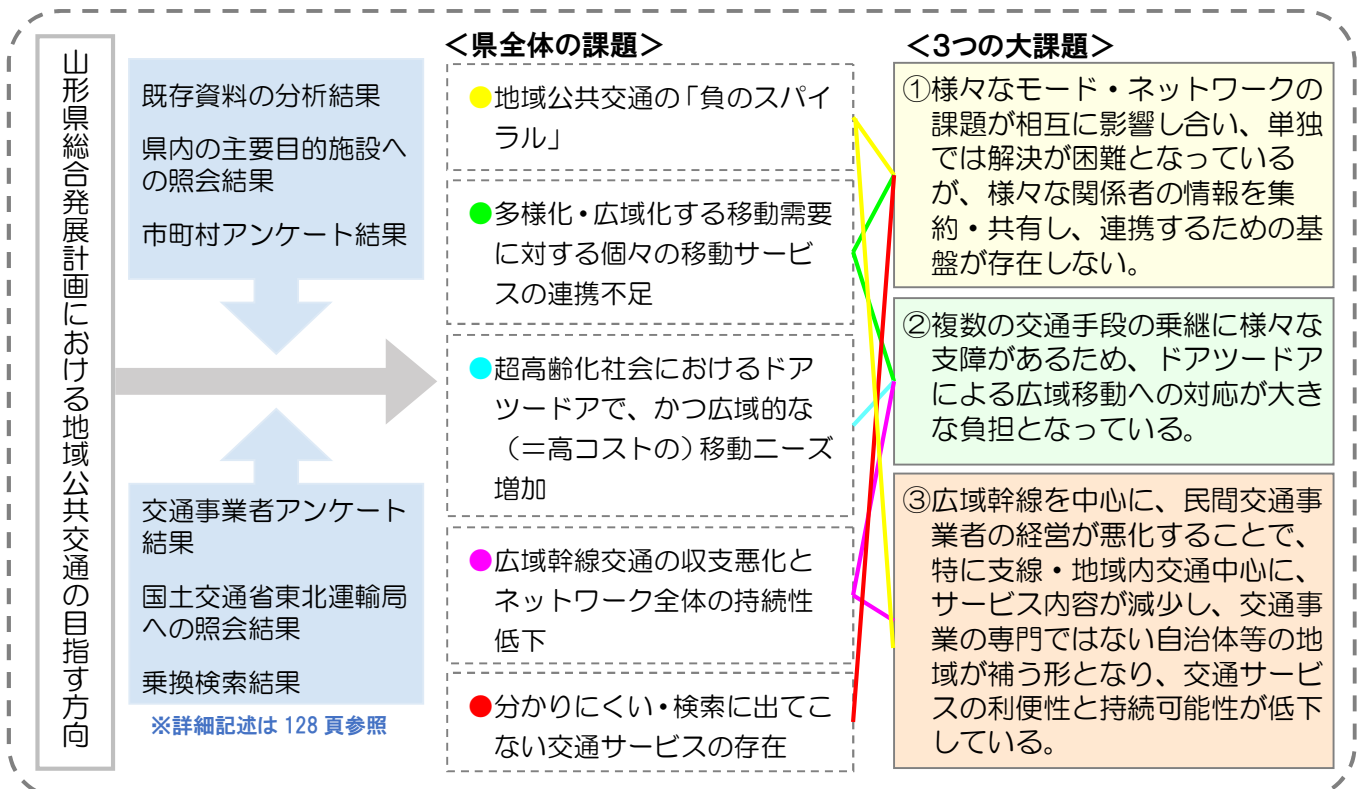 山形県総合発展計画における地域公共交通の目指す方向
既存資料の分析結果
県内の主要目的施設へ
の照会結果
市町村アンケート結果
交通事業者アンケート
結果
国土交通省東北運輸局
への照会結果
乗換検索結果
※詳細記述は 128 頁参照
＜県全体の課題＞
●地域公共交通の「負のスパイ
ラル」
●多様化・広域化する移動需要
に対する個々の移動サービ
スの連携不足
●超高齢化社会におけるドア
ツードアで、かつ広域的な
（＝高コストの）移動ニーズ
増加
●広域幹線交通の収支悪化と
ネットワーク全体の持続性
低下
●分かりにくい・検索に出てこ
ない交通サービスの存在
＜3つの大課題＞
①様々なモード・ネットワークの
課題が相互に影響し合い、単独
では解決が困難となっている
が、様々な関係者の情報を集
約・共有し、連携するための基
盤が存在しない。
②複数の交通手段の乗継に様々な
支障があるため、ドアツードア
による広域移動への対応が大き
な負担となっている。
③広域幹線を中心に、民間交通事
業者の経営が悪化することで、
特に支線・地域内交通中心に、
サービス内容が減少し、交通事
業の専門ではない自治体等の地
域が補う形となり、交通サービ
スの利便性と持続可能性が低下
している。